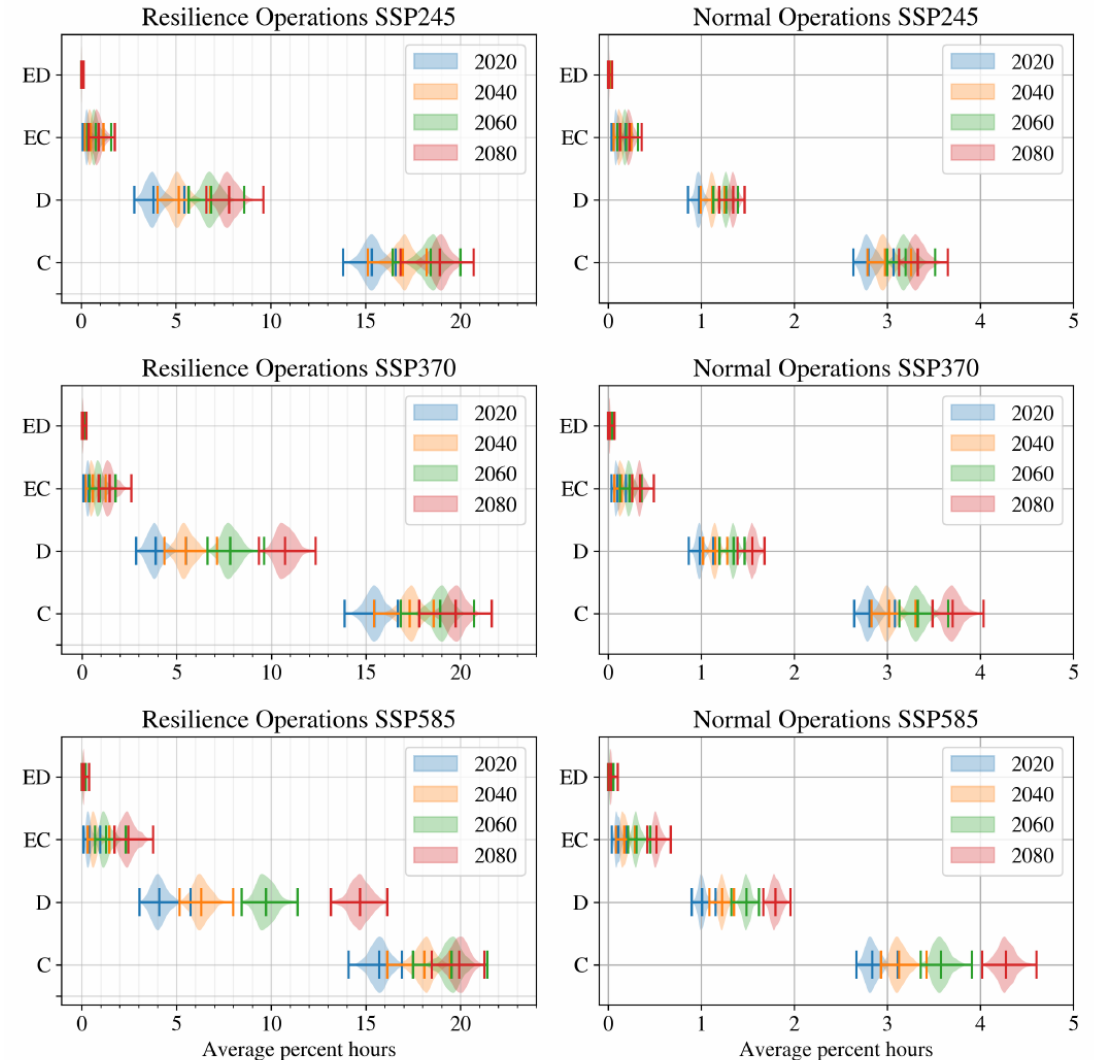 Resilience Operations SSP245
ED
EC
D
C
0 5 10 15 20
2020
2040
2060
2080
Normal Operations SSP245
ED
EC
D
C
0 1 2 3 4 5
2020
2040
2060
2080
Resilience Operations SSP370
ED
EC
D
C
0 5 10 15 20
2020
2040
2060
2080
Normal Operations SSP370
ED
EC
D
C
0 1 2 3 4 5
2020
2040
2060
2080
Resilience Operations SSP585
ED
EC
D
C
0 5 10 15 20
Average percent hours
2020
2040
2060
2080
Normal Operations SSP585
ED
EC
D
C
0 1 2 3 4 5
Average percent hours
2020
2040
2060
2080